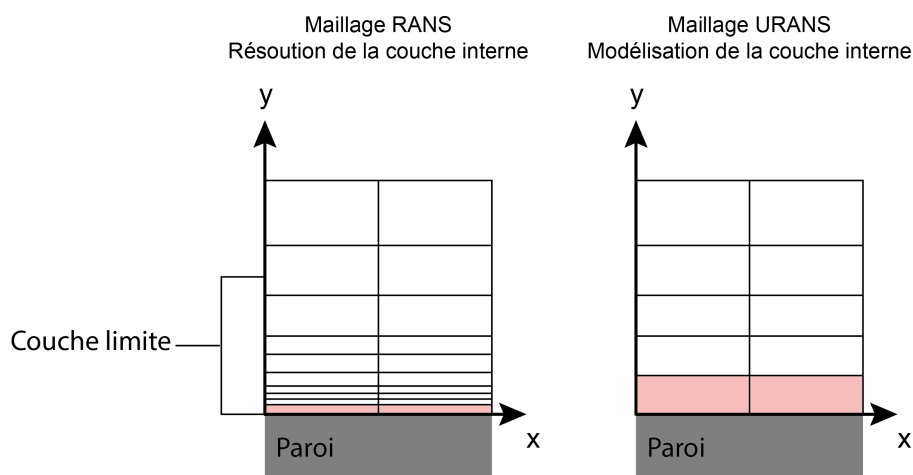 Maillage RANS
Résoution de la couche interne
Maillage URANS
Modélisation de la couche interne
y
y
Couche limite
x
x
Paroi
Paroi